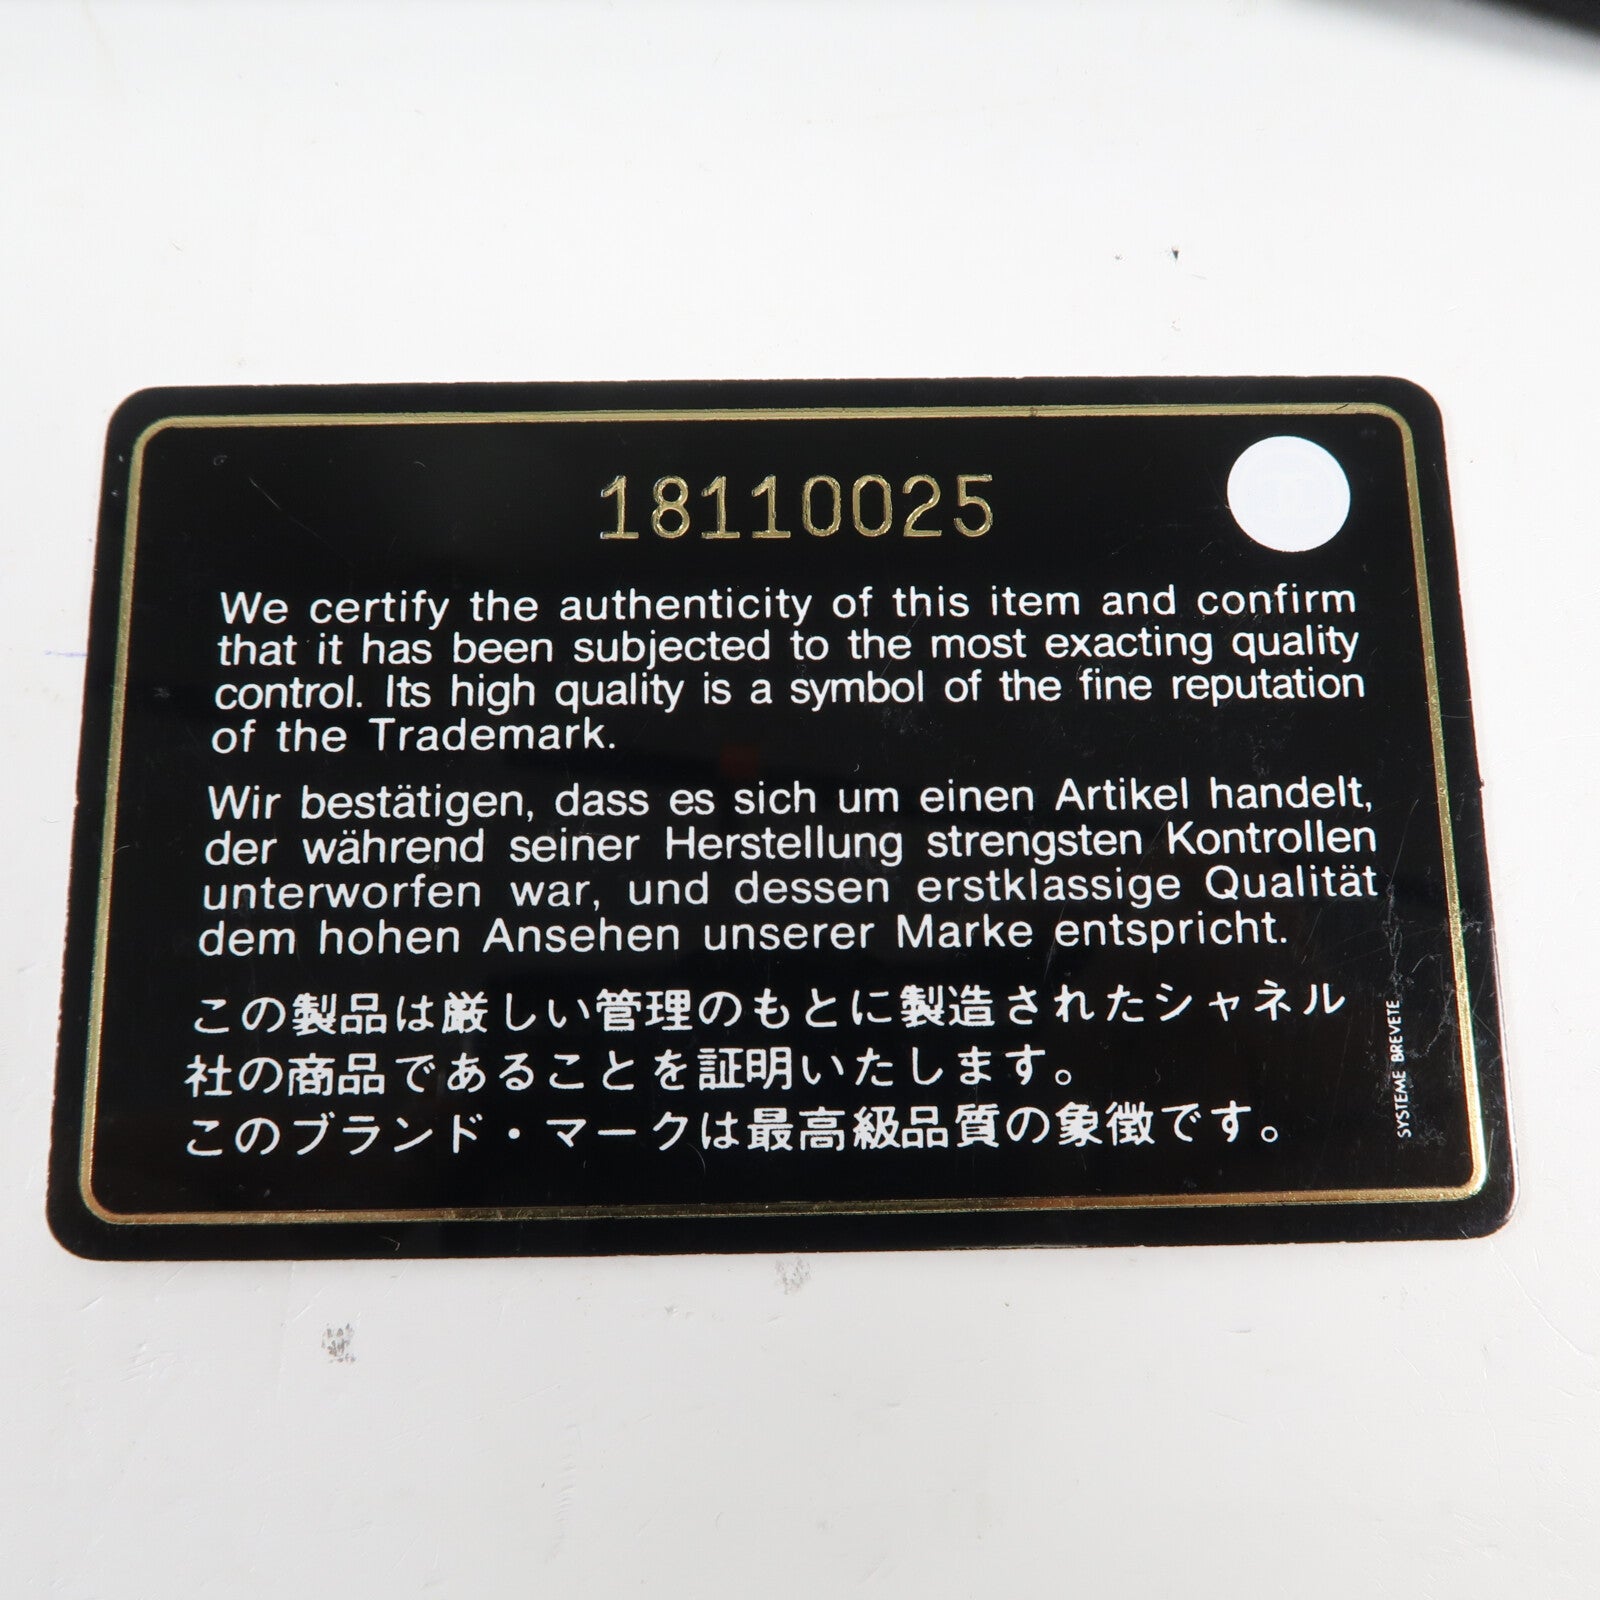 18110025
We certify the authenticity of this item and confirm
that it has been subjected to the most exacting quality
control. Its high quality is a symbol of the fine reputation
of the Trademark.
Wir bestätigen, dass es sich um einen Artikel handelt,
der während seiner Herstellung strengsten Kontrollen
unterworfen war, und dessen erstklassige Qualität
dem hohen Ansehen unserer Marke entspricht.
この製品は厳しい管理のもとに製造されたシャネル
社の商品であることを証明いたします。
このブランド・マークは最高級品質の象徴です。
SYSTEME BREVETE